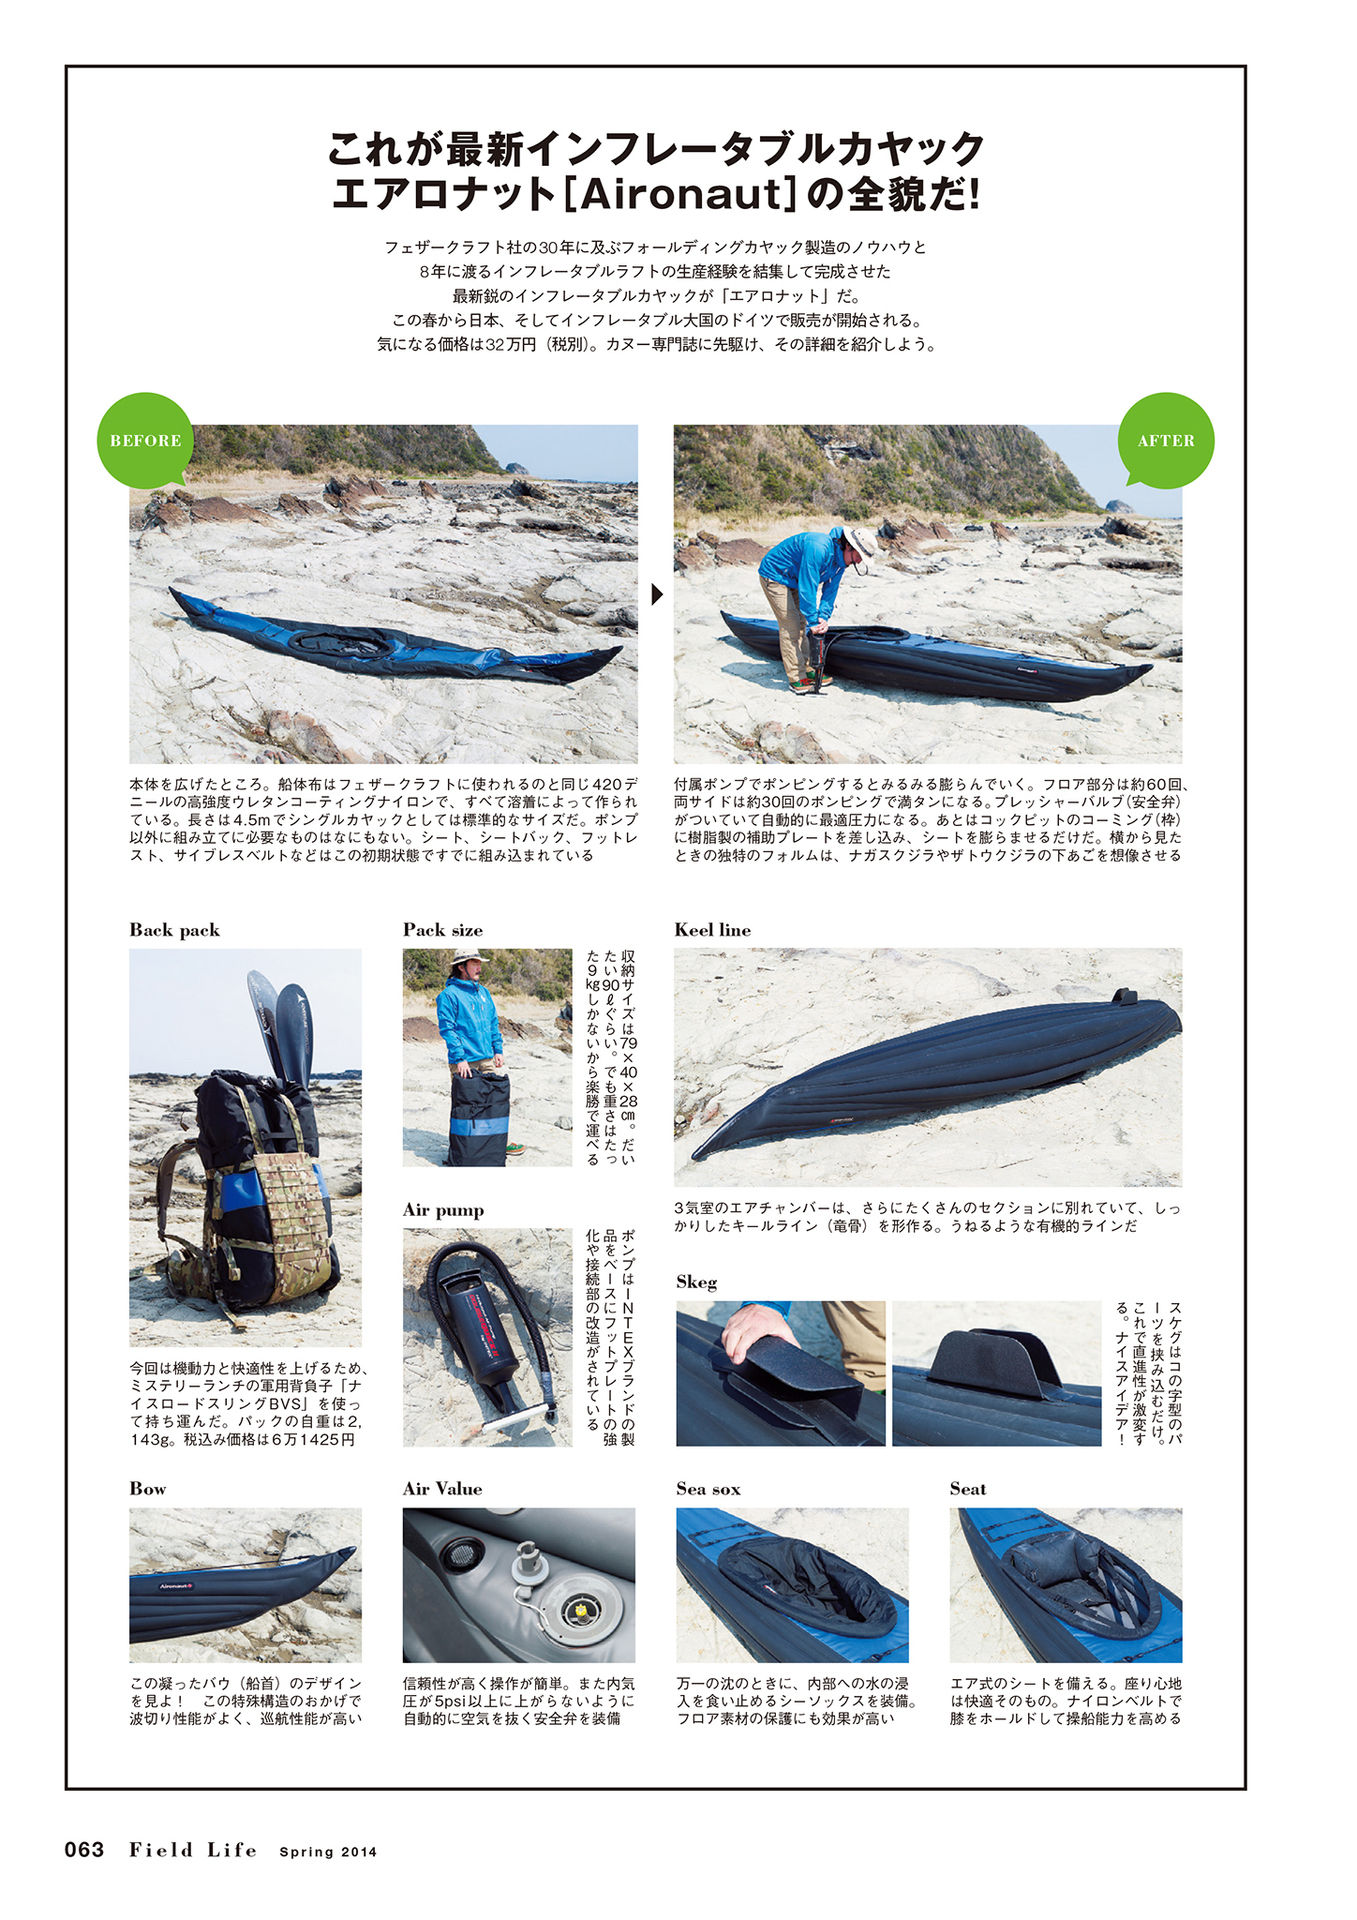 これが最新インフレータブルカヤック
エアロナット[Aironaut]の全貌だ!
フェザークラフト社の30年に及ぶフォールディングカヤック製造のノウハウと
8年に渡るインフレータブルラフトの生産経験を結集して完成させた
最新鋭のインフレータブルカヤックが「エアロナット」だ。
この春から日本、そしてインフレータブル大国のドイツで販売が開始される。
気になる価格は32万円（税別）。カヌー専門誌に先駆け、その詳細を紹介しよう。
BEFORE
AFTER
本体を広げたところ。船体布はフェザークラフトに使われるのと同じ420デ
ニールの高強度ウレタンコーティングナイロンで、すべて溶着によって作られ
ている。長さは4.5mでシングルカヤックとしては標準的なサイズだ。ポンプ
以外に組み立てに必要なものはなにもない。シート、シートバック、フットレ
スト、サイブレスベルトなどはこの初期状態ですでに組み込まれている
付属ポンプでポンピングするとみるみる膨らんでいく。フロア部分は約60回、
両サイドは約30回のポンピングで満タンになる。プレッシャーバルブ（安全弁）
がついていて自動的に最適圧力になる。あとはコックピットのコーミング（枠）
に樹脂製の補助プレートを差し込み、シートを膨らませるだけだ。横から見た
ときの独特のフォルムは、ナガスクジラやザトウクジラの下あごを想像させる
Back pack
今回は機動力と快適性を上げるため、
ミステリーランチの軍用背負子「ナ
イスロードスリングBVS」を使っ
て持ち運んだ。パックの自重は2,
143g。税込み価格は6万1425円
Pack size
収納サイズは79×40×28㎝。だい
たい90ℓぐらい。でも重さはたっ
た9㎏しかないから楽勝で運べる
Air pump
ポンプはINTEXブランドの製
品をベースにフットプレートの強
化や接続部の改造がされている
Keel line
3気室のエアチャンバーは、さらにたくさんのセクションに別れていて、しっ
かりしたキールライン（竜骨）を形作る。うねるような有機的ラインだ
Skeg
スケグはコの字型のパ
ーツを挟み込むだけ。
これで直進性が激変す
る。ナイスアイデア！
Bow
Aironaut
この凝ったバウ（船首）のデザイン
を見よ！　この特殊構造のおかげで
波切り性能がよく、巡航性能が高い
Air Value
信頼性が高く操作が簡単。また内気
圧が5psi以上に上がらないように
自動的に空気を抜く安全弁を装備
Sea sox
万一の沈のときに、内部への水の浸
入を食い止めるシーソックスを装備。
フロア素材の保護にも効果が高い
Seat
エア式のシートを備える。座り心地
は快適そのもの。ナイロンベルトで
膝をホールドして操船能力を高める
063 Field Life Spring 2014